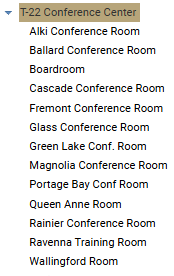 T-22 Conference Center
Alki Conference Room
Ballard Conference Room
Boardroom
Cascade Conference Room
Fremont Conference Room
Glass Conference Room
Green Lake Conf. Room
Magnolia Conference Room
Portage Bay Conf Room
Queen Anne Room
Rainier Conference Room
Ravenna Training Room
Wallingford Room